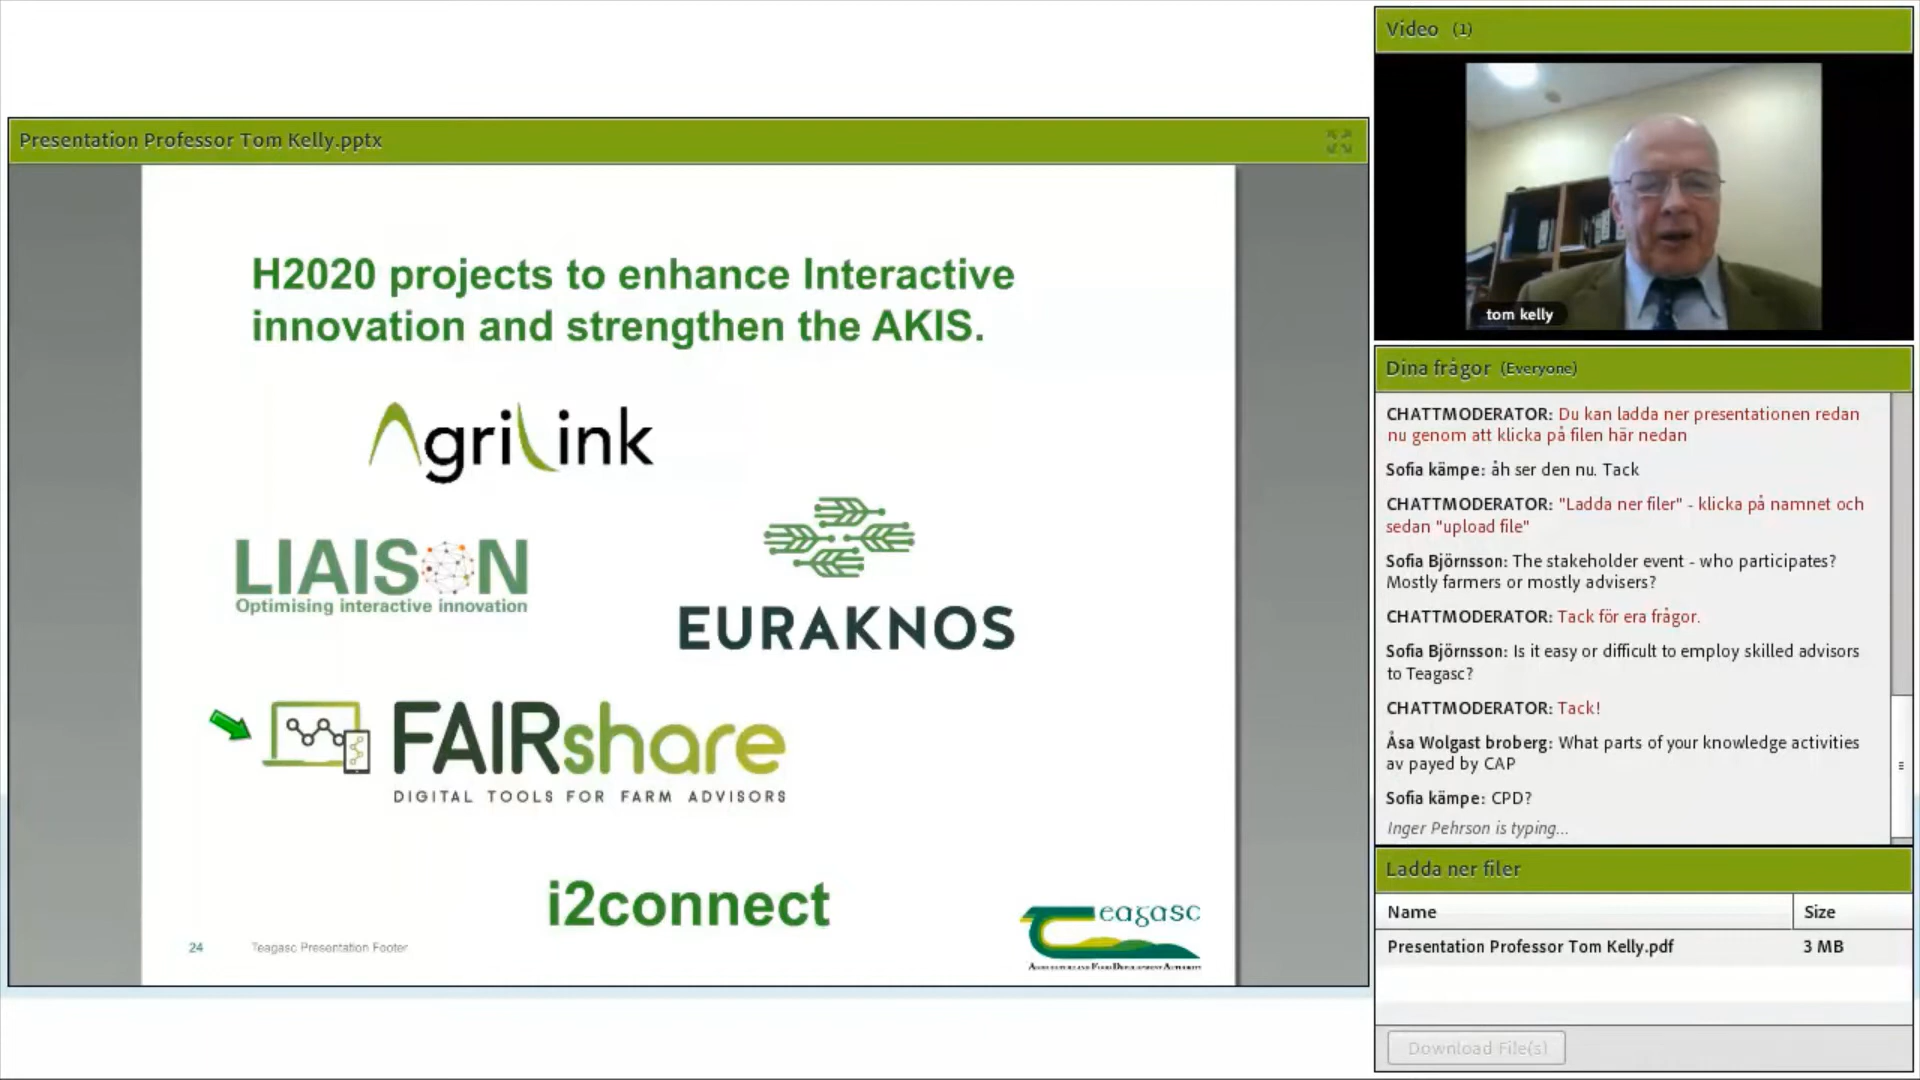 Presentation Professor Tom Kelly.pptx
H2020 projects to enhance Interactive
innovation and strengthen the AKIS.
AgriLink
LIAISON
Optimising interactive innovation
EURAKNOS
FAIRshare
DIGITAL TOOLS FOR FARM ADVISORS
i2connect
24
Teagasc Presentation Footer
Teagasc
AGRICULTURE AND FOOD DEVELOPMENT AUTHORITY
Video (1)
tom kelly
Dina frågor (Everyone)
CHATTMODERATOR: Du kan ladda ner presentationen redan
nu genom att klicka på filen här nedan
Sofia kämpe: åh ser den nu. Tack
CHATTMODERATOR: "Ladda ner filer" - klicka på namnet och
sedan "upload file"
Sofia Björnsson: The stakeholder event - who participates?
Mostly farmers or mostly advisers?
CHATTMODERATOR: Tack för era frågor.
Sofia Björnsson: Is it easy or difficult to employ skilled advisors
to Teagasc?
CHATTMODERATOR: Tack!
Åsa Wolgast broberg: What parts of your knowledge activities
av payed by CAP
Sofia kämpe: CPD?
Inger Pehrson is typing...
Ladda ner filer
Name Size
Presentation Professor Tom Kelly.pdf 3 MB
Download File(s)